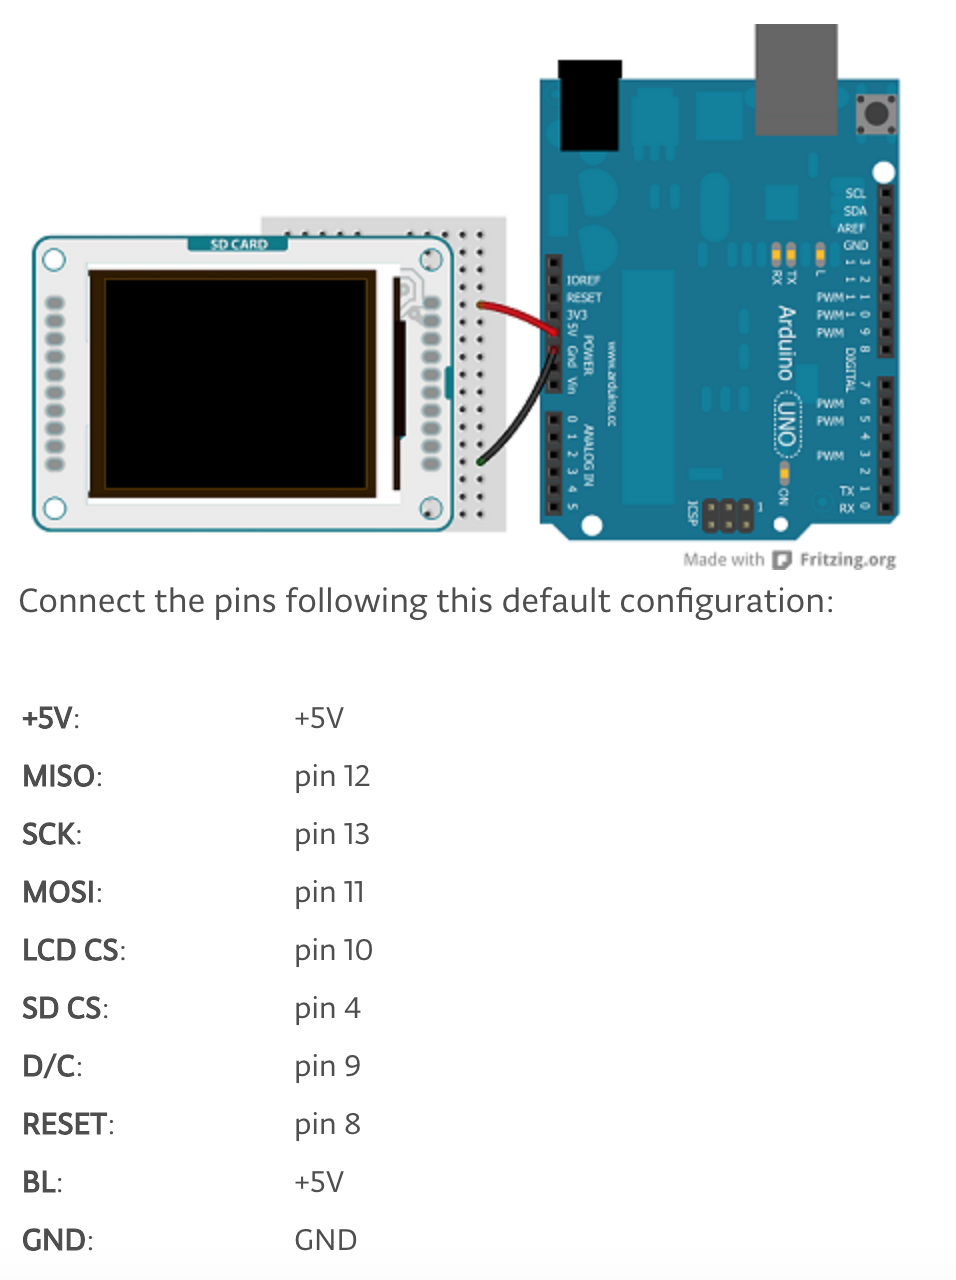 SD CARD
IOREF
RESET
3V3
5V
Gnd
Vin
POWER
www.arduino.cc
0
1
2
3
4
5
ANALOG IN
SCL
SDA
AREF
GND
13
12
PWM 11
PWM 10
PWM 9
8
DIGITAL
7
PWM 6
PWM 5
4
PWM 3
2
TX 1
RX 0
RX
TX
L
Arduino
UNO
ON
ICSP
1
Made with Fritzing.org
Connect the pins following this default configuration:
+5V: +5V
MISO: pin 12
SCK: pin 13
MOSI: pin 11
LCD CS: pin 10
SD CS: pin 4
D/C: pin 9
RESET: pin 8
BL: +5V
GND: GND